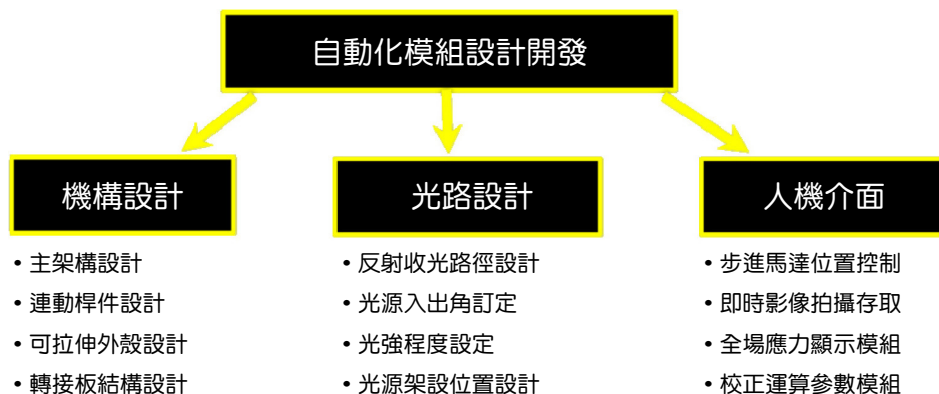 自動化模組設計開發
機構設計
• 主架構設計
• 連動桿件設計
• 可拉伸外殼設計
• 轉接板結構設計
光路設計
• 反射收光路徑設計
• 光源入出角訂定
• 光強程度設定
• 光源架設位置設計
人機介面
• 步進馬達位置控制
• 即時影像拍攝存取
• 全場應力顯示模組
• 校正運算參數模組